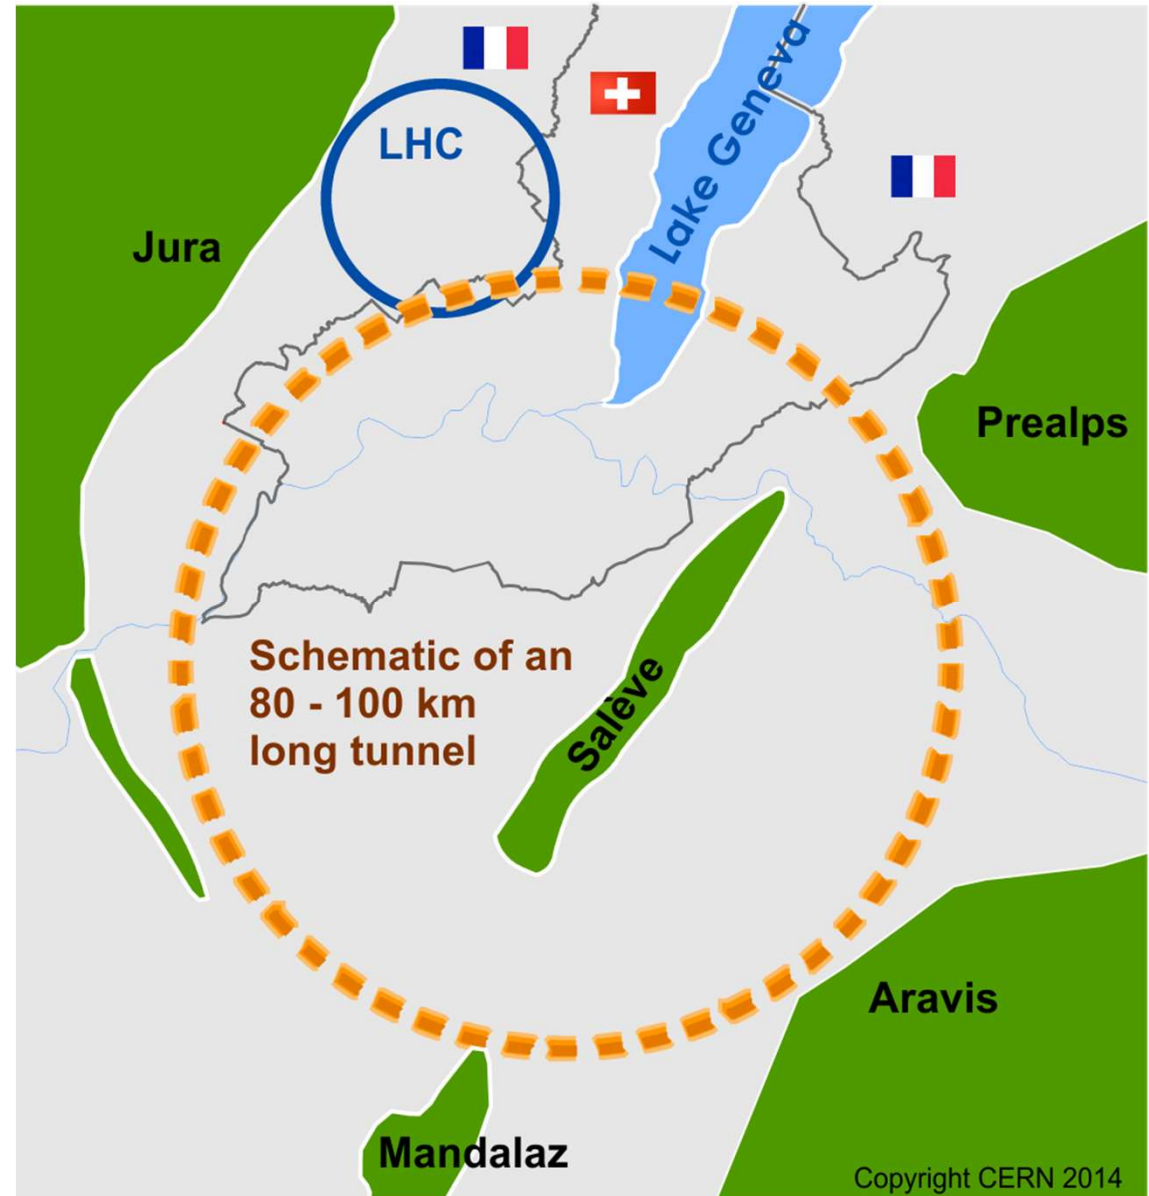 LHC
Lake Geneva
Jura
Prealps
Schematic of an
80 - 100 km
long tunnel
Salève
Aravis
Mandalaz
Copyright CERN 2014